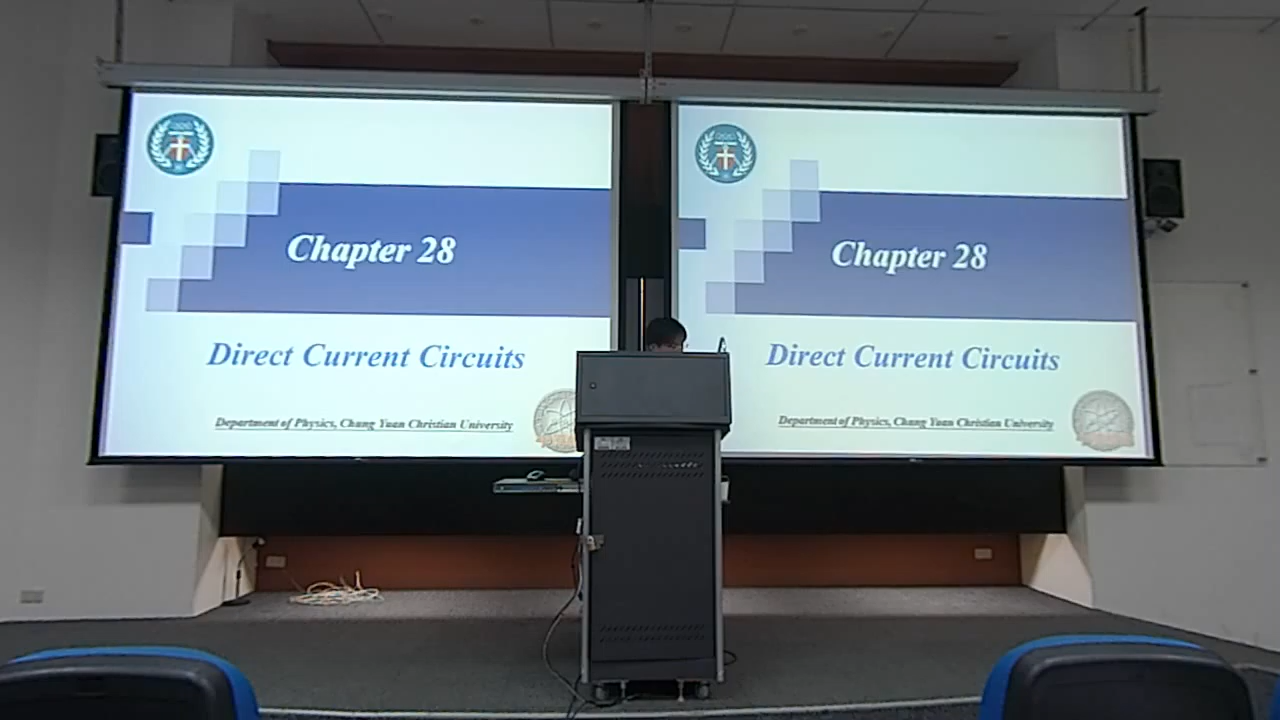 Chapter 28
Direct Current Circuits
Department of Physics, Chung Yuan Christian University
Chapter 28
Direct Current Circuits
Department of Physics, Chung Yuan Christian University